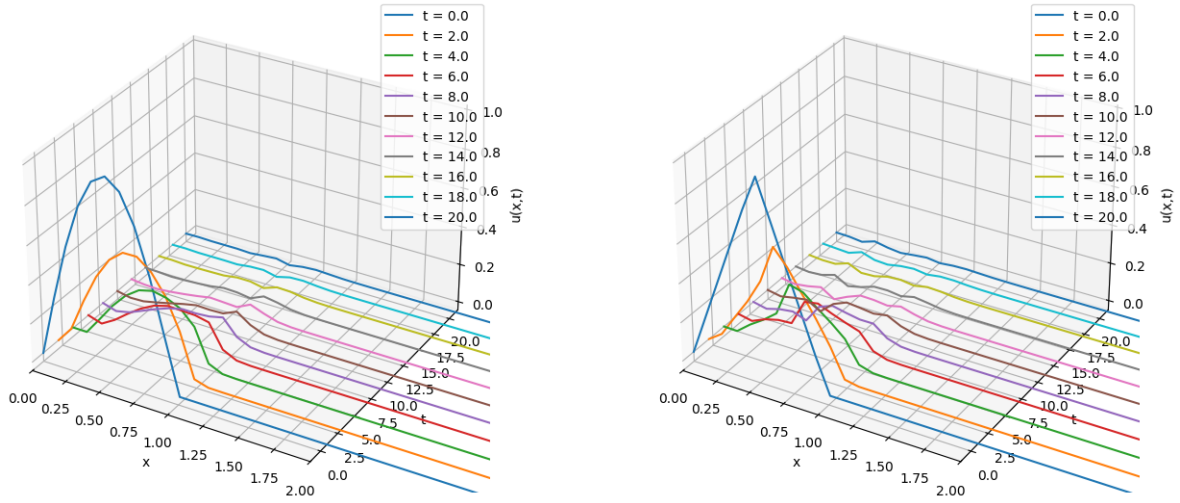 t = 0.0
t = 2.0
t = 4.0
t = 6.0
t = 8.0
t = 10.0
t = 12.0
t = 14.0
t = 16.0
t = 18.0
t = 20.0
1.0
0.8
0.6
0.4
0.2
0.0
u(x,t)
20.0
17.5
15.0
12.5
10.0
7.5
5.0
2.5
0.0
t
0.00
0.25
0.50
0.75
1.00
1.25
1.50
1.75
2.00
x
t = 0.0
t = 2.0
t = 4.0
t = 6.0
t = 8.0
t = 10.0
t = 12.0
t = 14.0
t = 16.0
t = 18.0
t = 20.0
1.0
0.8
0.6
0.4
0.2
0.0
u(x,t)
20.0
17.5
15.0
12.5
10.0
7.5
5.0
2.5
0.0
t
0.00
0.25
0.50
0.75
1.00
1.25
1.50
1.75
2.00
x